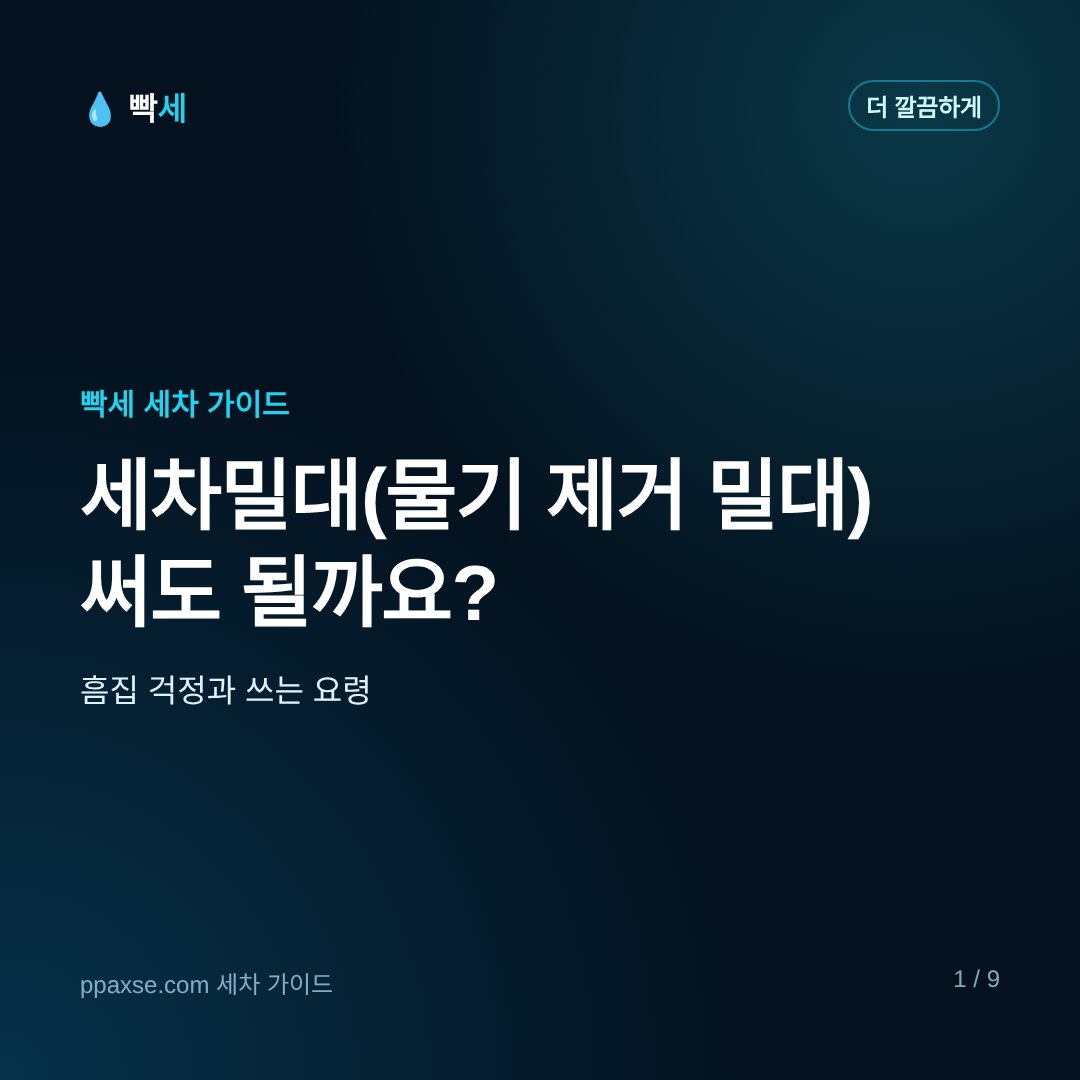 빡세
더 깔끔하게
빡세 세차 가이드
세차밀대(물기 제거 밀대)
써도 될까요?
흠집 걱정과 쓰는 요령
ppaxse.com 세차 가이드
1 / 9